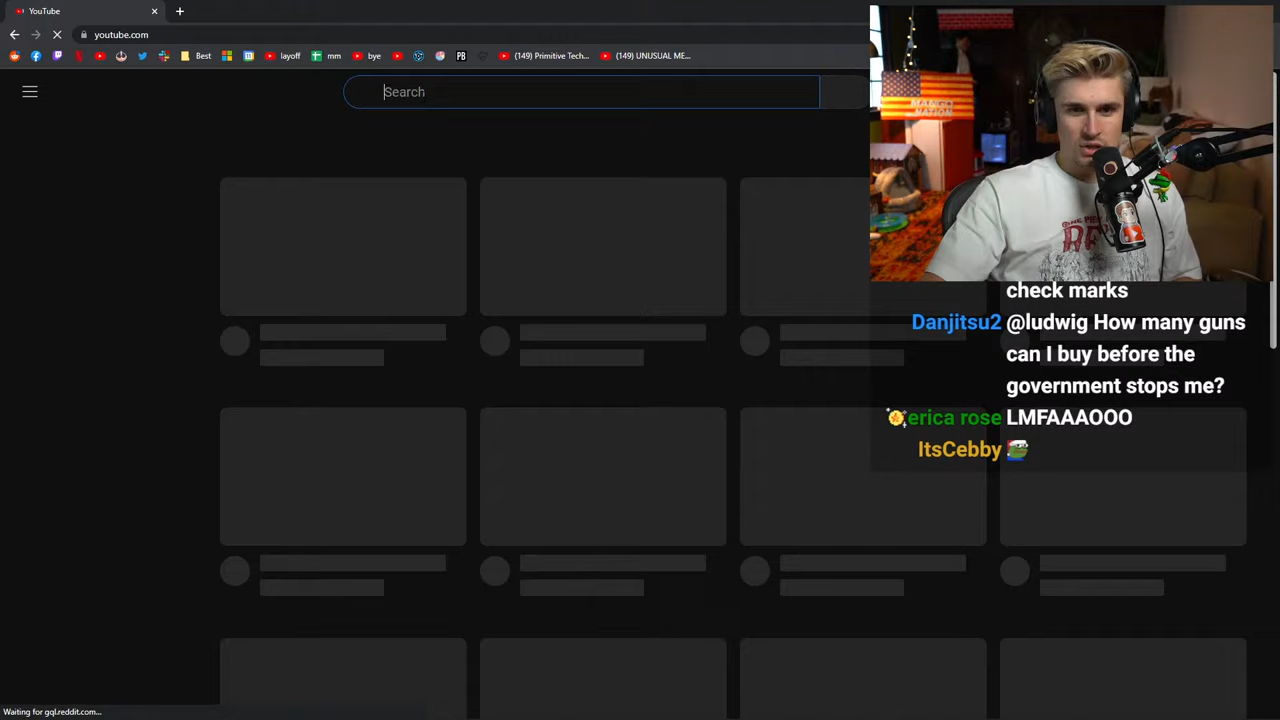 YouTube
youtube.com
Best
layoff
mm
bye
PB
(149) Primitive Tech...
(149) UNUSUAL ME...
Search
MANGO
NATION
check marks
Danjitsu2 @ludwig How many guns
can I buy before the
government stops me?
erica rose LMFAAAOOO
ItsCebby
Waiting for gql.reddit.com...